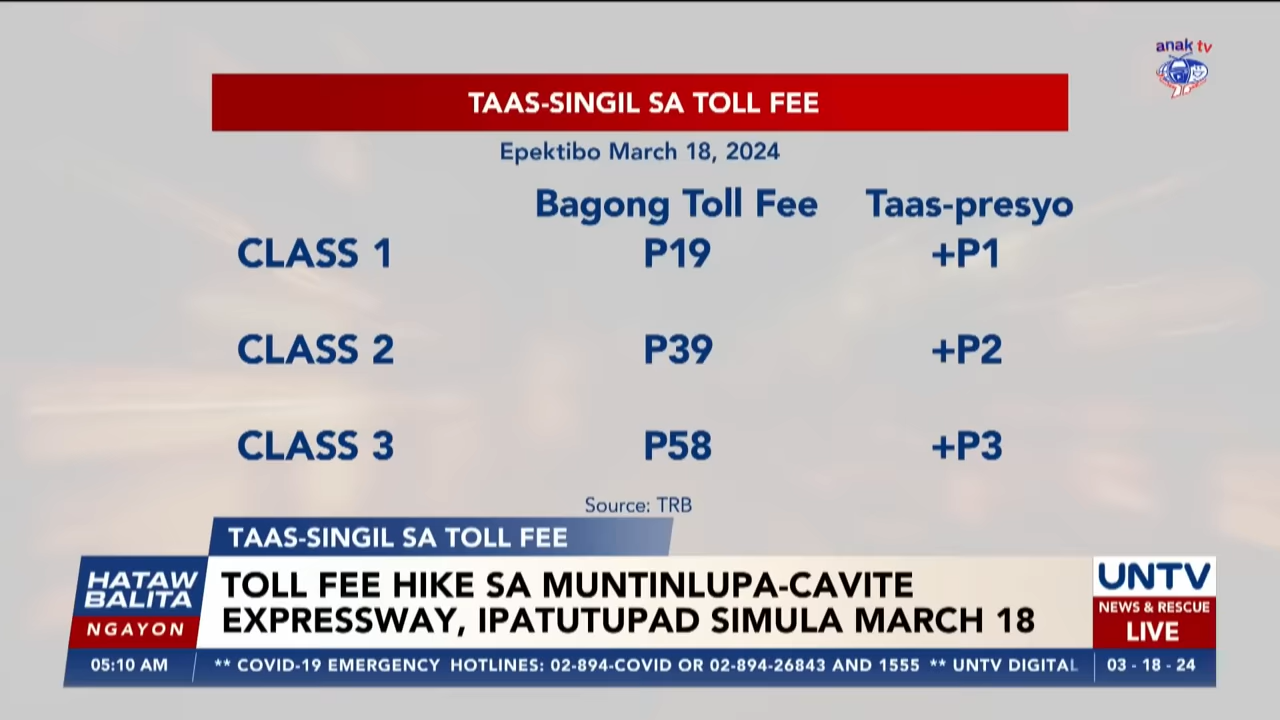 anak tv
TAAS-SINGIL SA TOLL FEE
Epektibo March 18, 2024
Bagong Toll Fee Taas-presyo
CLASS 1 P19 +P1
CLASS 2 P39 +P2
CLASS 3 P58 +P3
Source: TRB
TAAS-SINGIL SA TOLL FEE
HATAW
BALITA
NGAYON
TOLL FEE HIKE SA MUNTINLUPA-CAVITE
EXPRESSWAY, IPATUTUPAD SIMULA MARCH 18
UNTV
NEWS & RESCUE
LIVE
05:10 AM
** COVID-19 EMERGENCY HOTLINES: 02-894-COVID OR 02-894-26843 AND 1555 ** UNTV DIGITAL
03 - 18 - 24